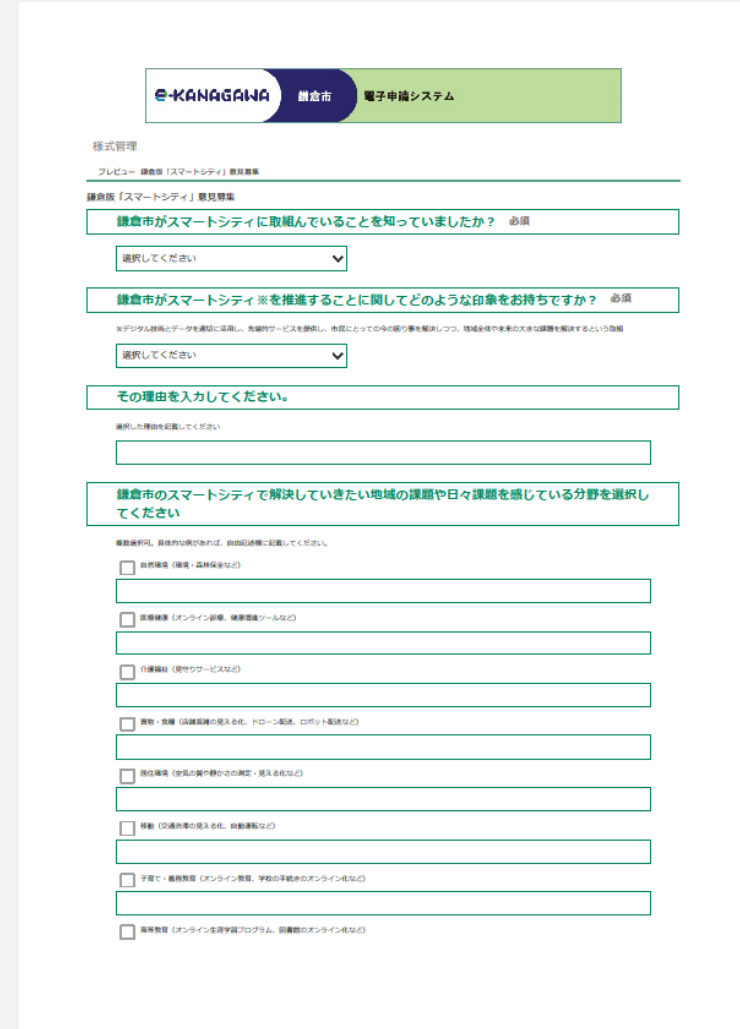 e-KANAGAWA 鎌倉市 電子申請システム
様式管理
プレビュー 鎌倉版「スマートシティ」意見募集
鎌倉版「スマートシティ」意見募集
鎌倉市がスマートシティに取組んでいることを知っていましたか？ 必須
選択してください
鎌倉市がスマートシティ※を推進することに関してどのような印象をお持ちですか？ 必須
※デジタル技術とデータを適切に活用し、先端的サービスを提供し、市民にとっての今の困り事を解決しつつ、地域全体や未来の大きな課題を解決するという取組
選択してください
その理由を入力してください。
選択した理由を記載してください
鎌倉市のスマートシティで解決していきたい地域の課題や日々課題を感じている分野を選択し
てください
複数選択可。具体的な例があれば、自由記述欄に記載してください。
自然環境（環境・森林保全など）
医療健康（オンライン診療、健康増進ツールなど）
介護福祉（見守りサービスなど）
買物・食糧（店舗混雑の見える化、ドローン配送、ロボット配送など）
居住環境（空気の質や静かさの測定・見える化など）
移動（交通渋滞の見える化、自動運転など）
子育て・義務教育（オンライン教育、学校の手続きのオンライン化など）
高等教育（オンライン生涯学習プログラム、図書館のオンライン化など）